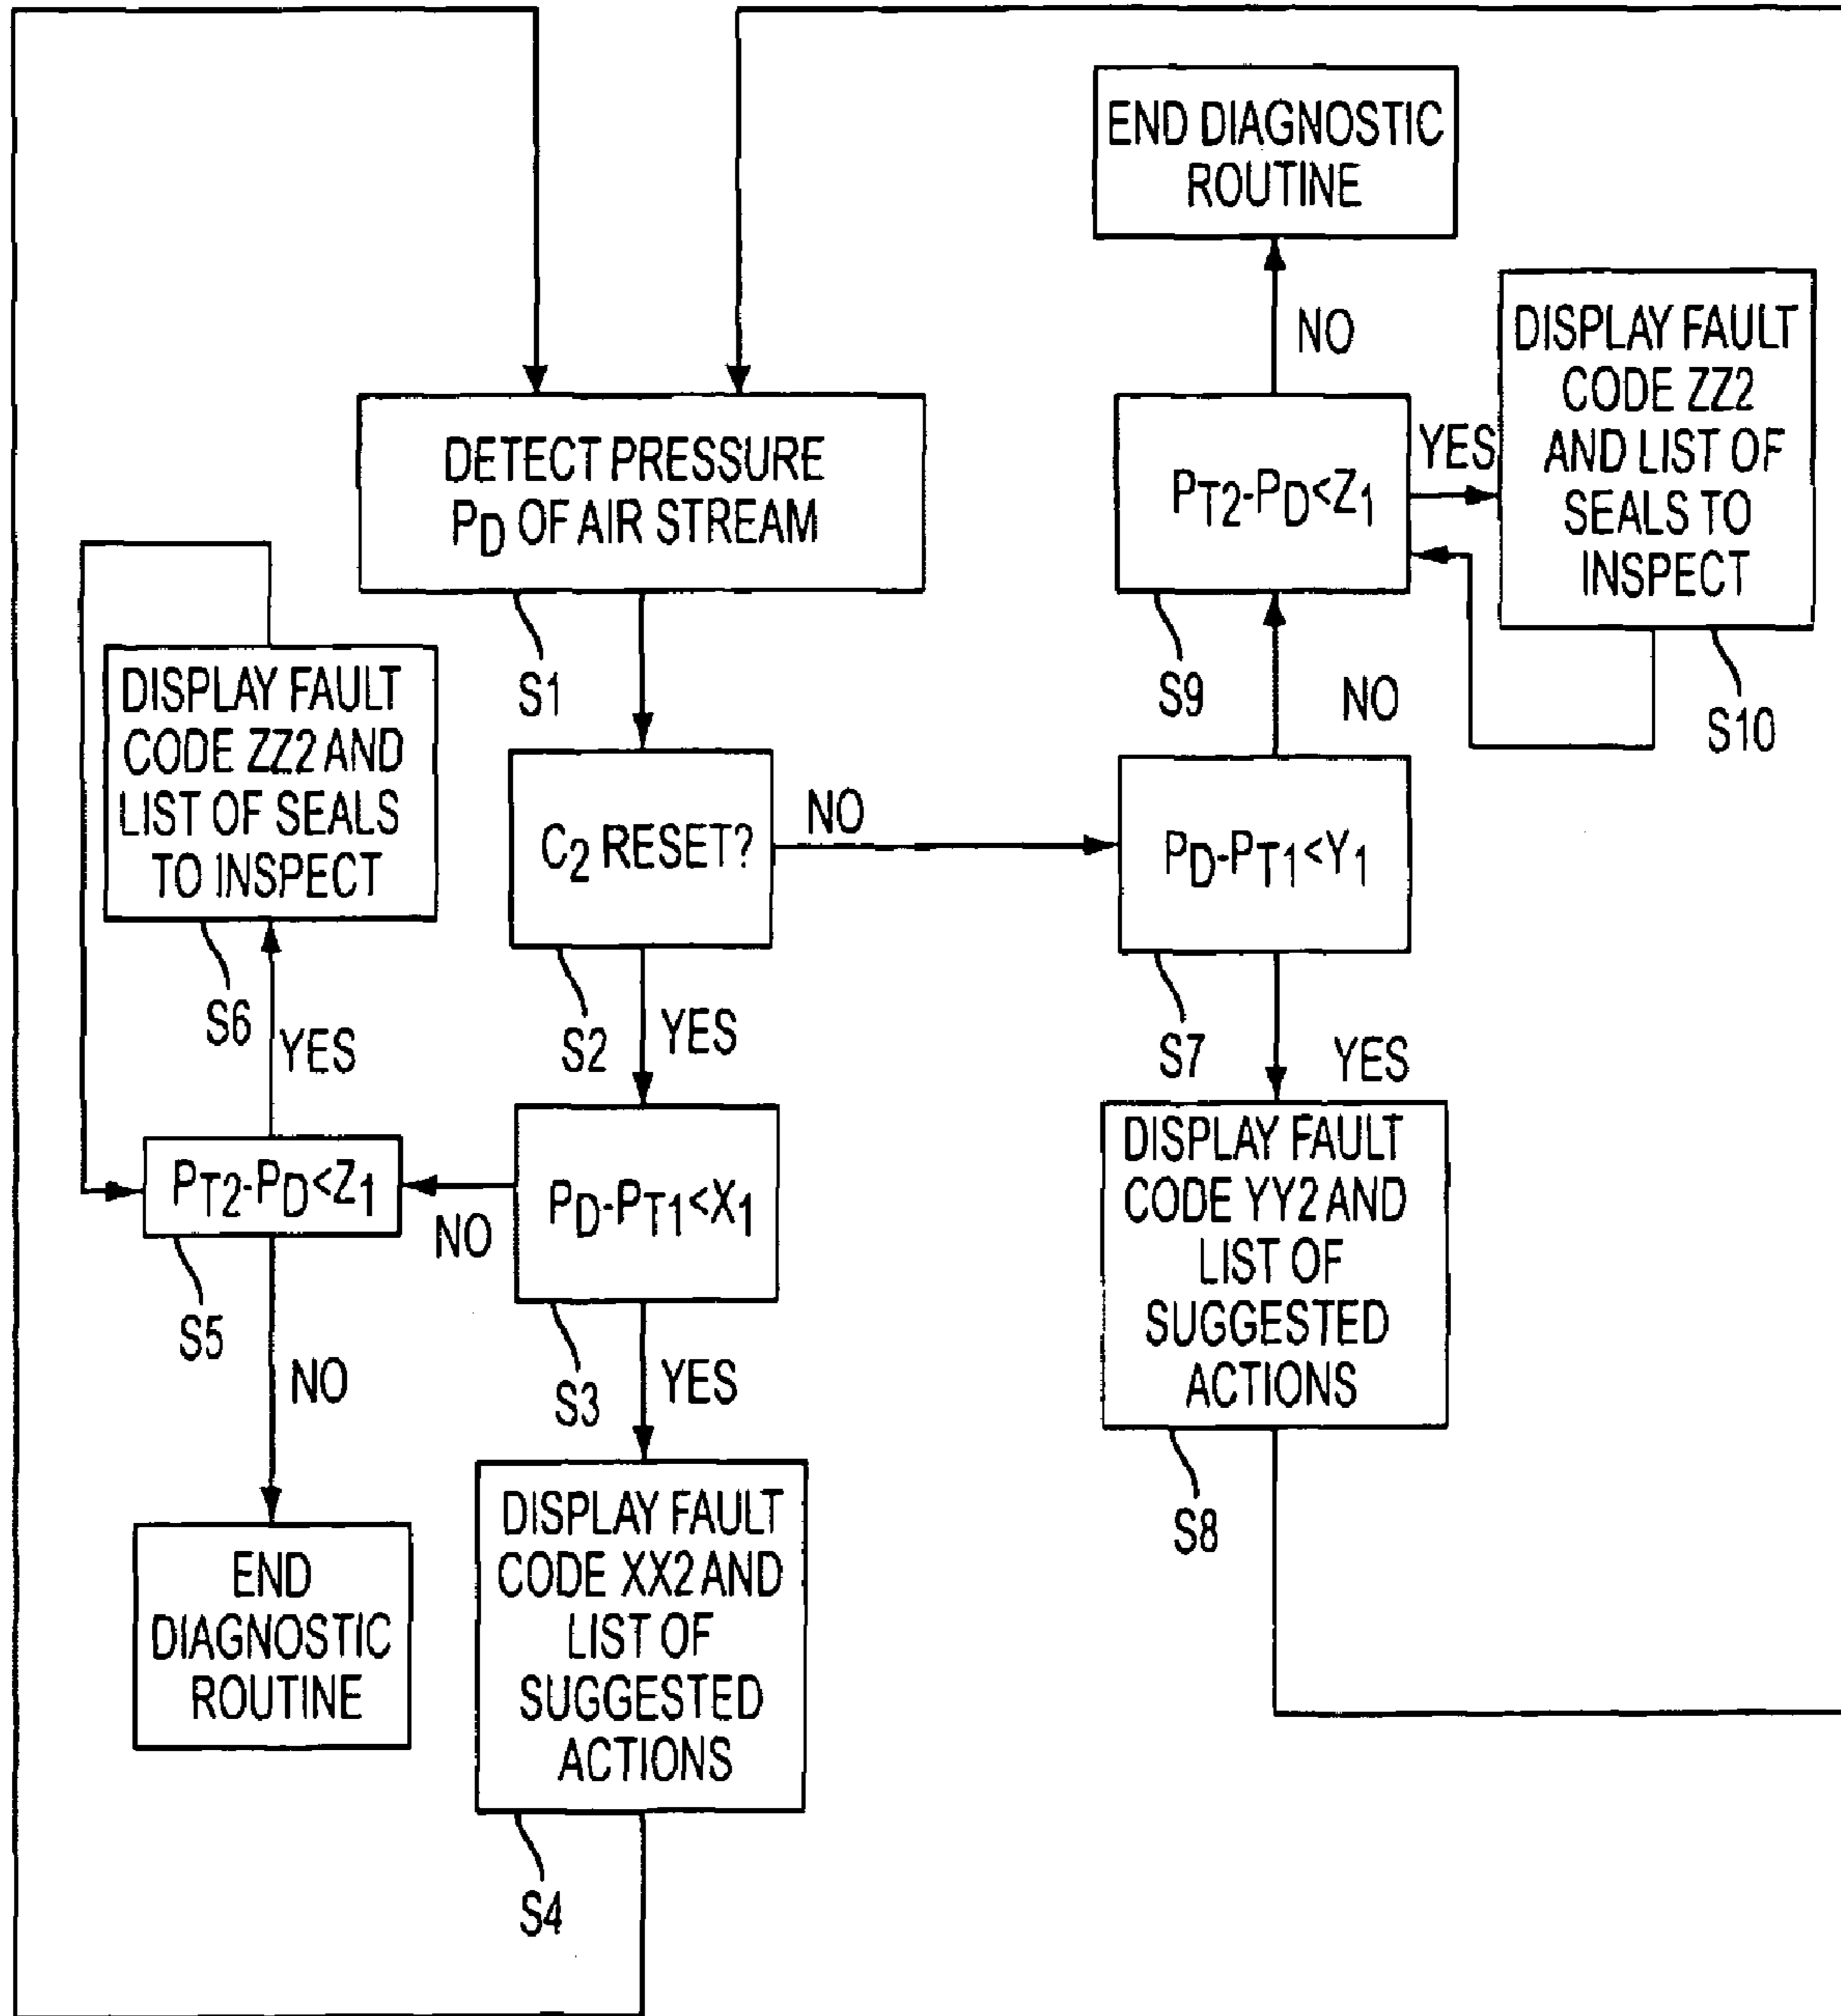 END DIAGNOSTIC
ROUTINE
NO
DISPLAY FAULT
CODE ZZ2
AND LIST OF
SEALS TO
INSPECT
S10
YES
PT2-PD<Z1
S9
NO
DETECT PRESSURE
PD OF AIR STREAM
S1
DISPLAY FAULT
CODE ZZ2 AND
LIST OF SEALS
TO INSPECT
S6
YES
C2 RESET?
NO
S2
YES
PD-PT1<Y1
S7
YES
PT2-PD<Z1
NO
S5
NO
PD-PT1<X1
S3
YES
DISPLAY FAULT
CODE YY2 AND
LIST OF
SUGGESTED
ACTIONS
S8
END
DIAGNOSTIC
ROUTINE
DISPLAY FAULT
CODE XX2 AND
LIST OF
SUGGESTED
ACTIONS
S4